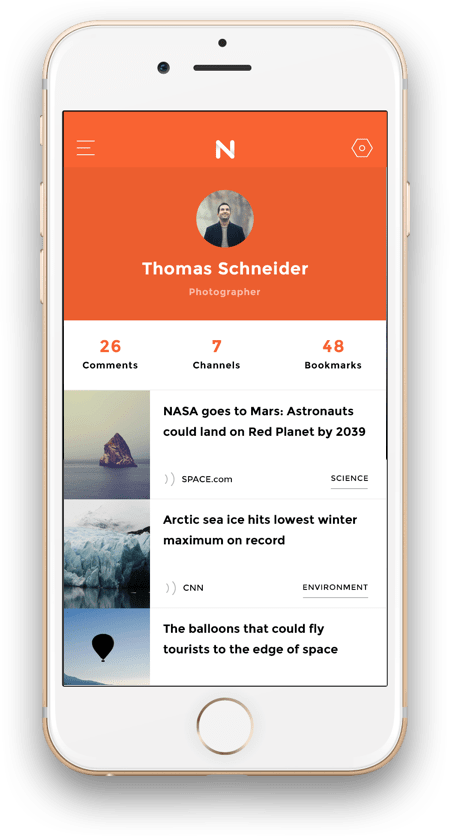 N
Thomas Schneider
Photographer
26 7 48
Comments Channels Bookmarks
NASA goes to Mars: Astronauts
could land on Red Planet by 2039
SPACE.com SCIENCE
Arctic sea ice hits lowest winter
maximum on record
CNN ENVIRONMENT
The balloons that could fly
tourists to the edge of space